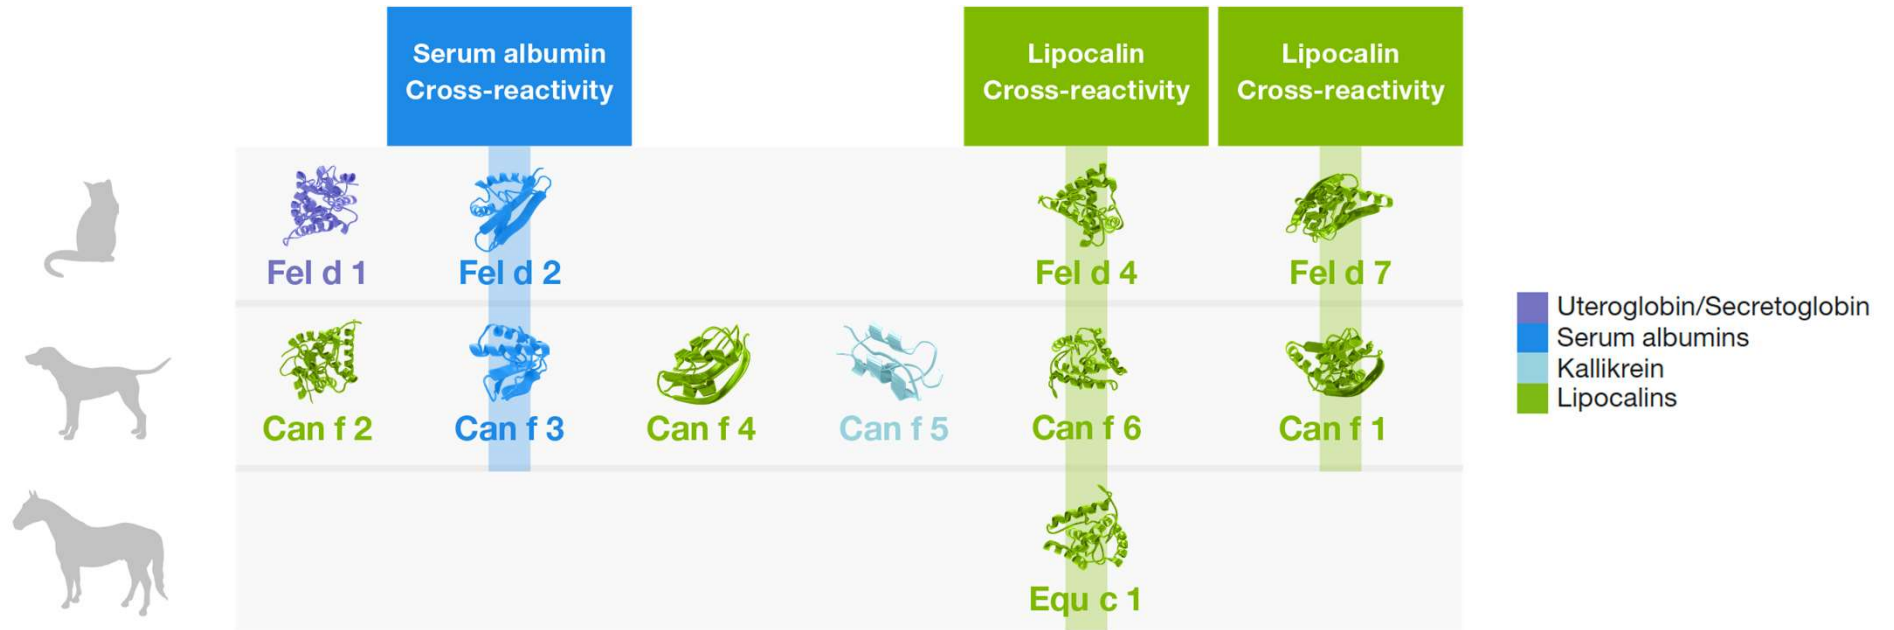 Serum albumin
Cross-reactivity
Lipocalin
Cross-reactivity
Lipocalin
Cross-reactivity
Fel d 1
Fel d 2
Fel d 4
Fel d 7
Can f 2
Can f 3
Can f 4
Can f 5
Can f 6
Can f 1
Equ c 1
Uteroglobin/Secretoglobin
Serum albumins
Kallikrein
Lipocalins